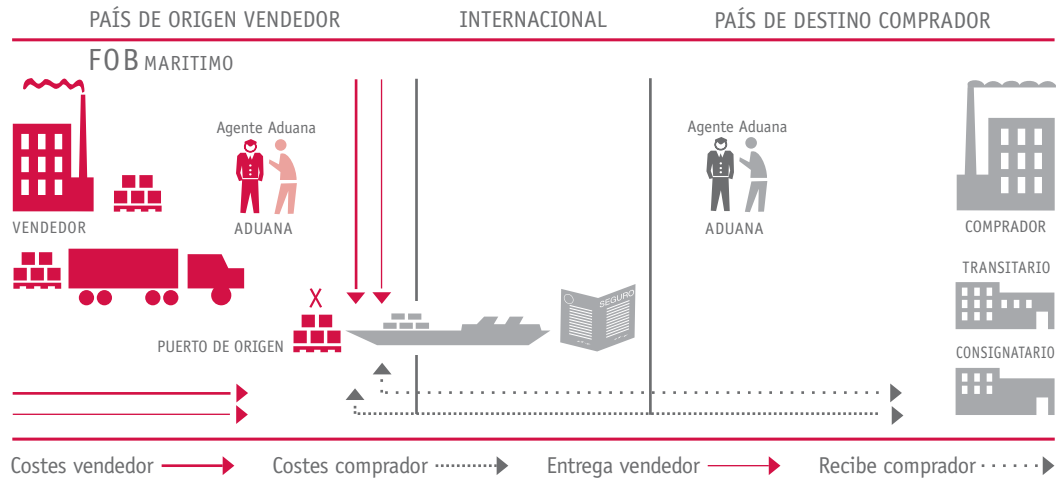 PAÍS DE ORIGEN VENDEDOR
INTERNACIONAL
PAÍS DE DESTINO COMPRADOR
FOB MARITIMO
Agente Aduana
Agente Aduana
VENDEDOR
ADUANA
ADUANA
COMPRADOR
TRANSITARIO
X
SEGURO
PUERTO DE ORIGEN
CONSIGNATARIO
Costes vendedor
Costes comprador
Entrega vendedor
Recibe comprador